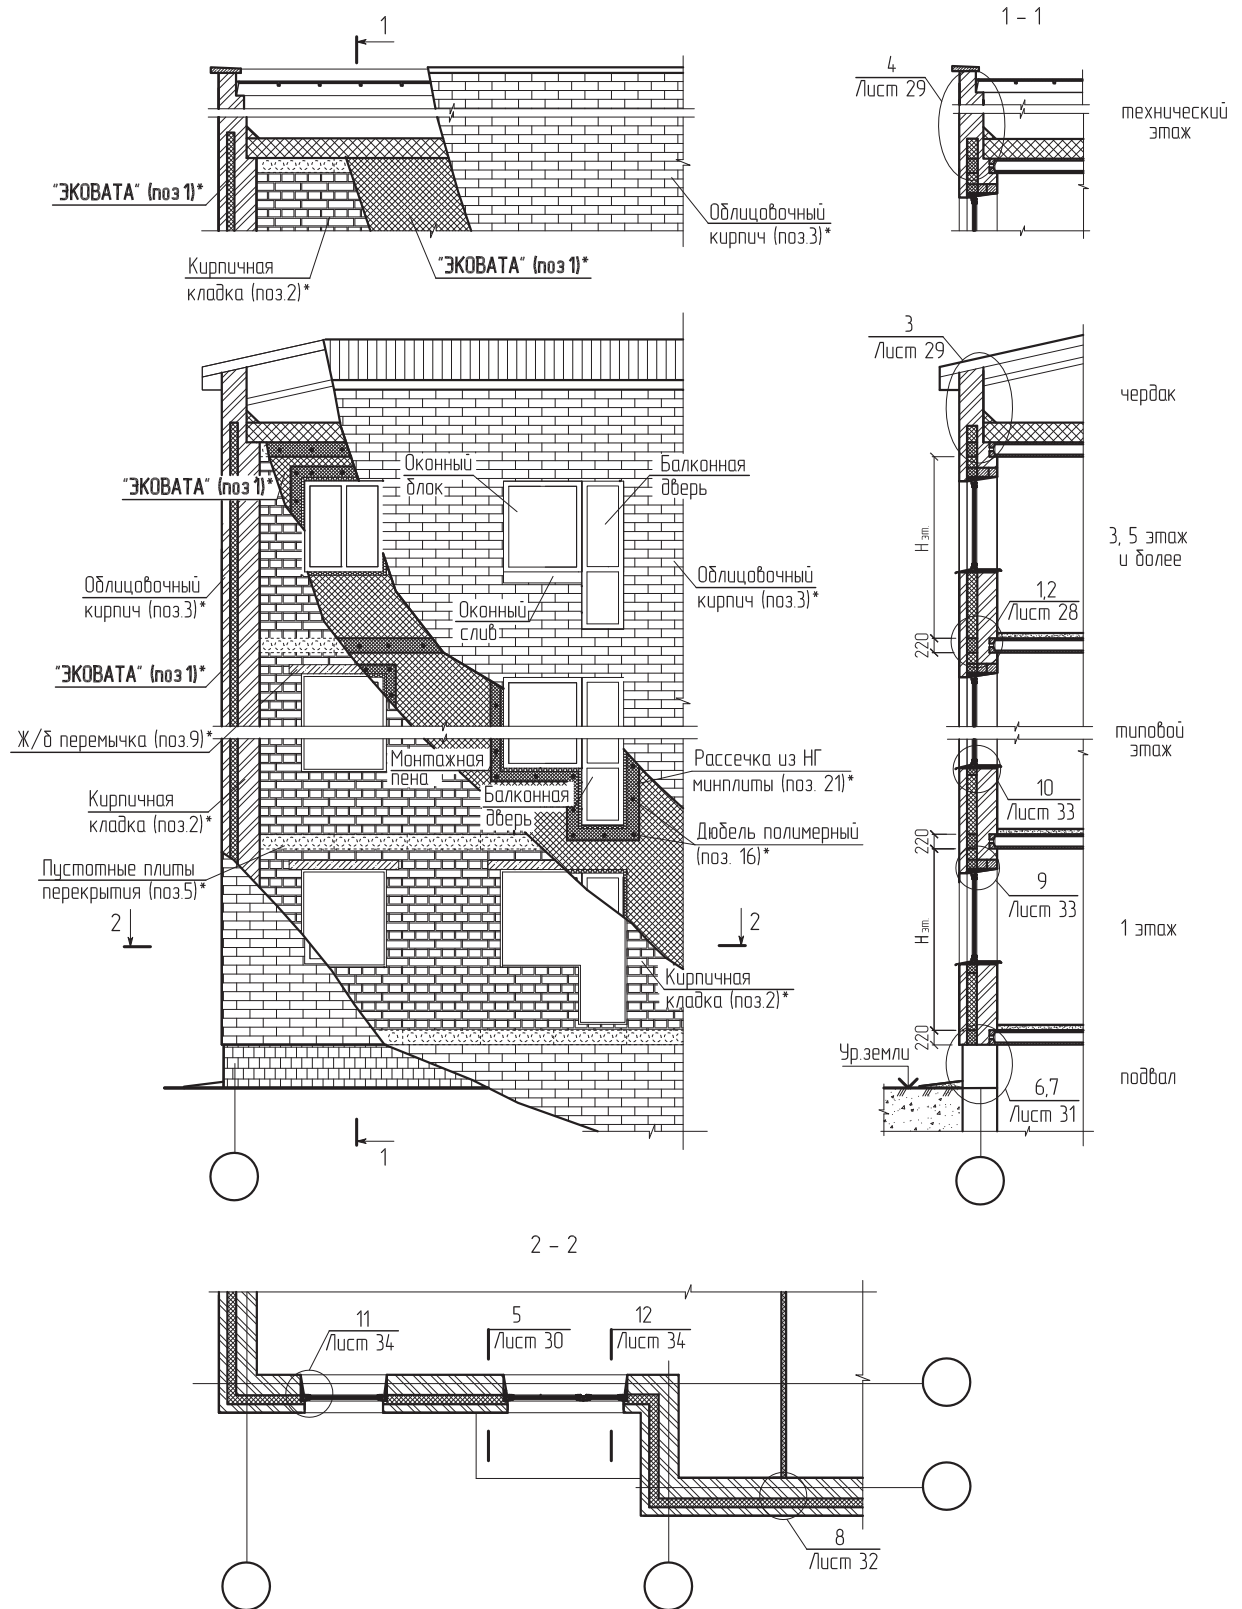 1
1 - 1
4
Лист 29
технический
этаж
"ЭКОВАТА" (поз 1)*
Облицовочный
кирпич (поз.3)*
Кирпичная
кладка (поз.2)*
"ЭКОВАТА" (поз 1)*
3
Лист 29
чердак
"ЭКОВАТА" (поз 1)*
Оконный
блок
Балконная
дверь
Hэт.
3, 5 этаж
и более
Облицовочный
кирпич (поз.3)*
Оконный
слив
Облицовочный
кирпич (поз.3)*
1,2
Лист 28
220
"ЭКОВАТА" (поз 1)*
Ж/б перемычка (поз.9)*
Монтажная
пена
Рассечка из НГ
минплиты (поз. 21)*
типовой
этаж
Кирпичная
кладка (поз.2)*
Балконная
дверь
10
Лист 33
Дюбель полимерный
(поз. 16)*
220
Пустотные плиты
перекрытия (поз.5)*
9
Лист 33
2
2
Hэт.
1 этаж
Кирпичная
кладка (поз.2)*
220
Ур.земли
подвал
6,7
Лист 31
1
2 - 2
11
Лист 34
5
Лист 30
12
Лист 34
8
Лист 32